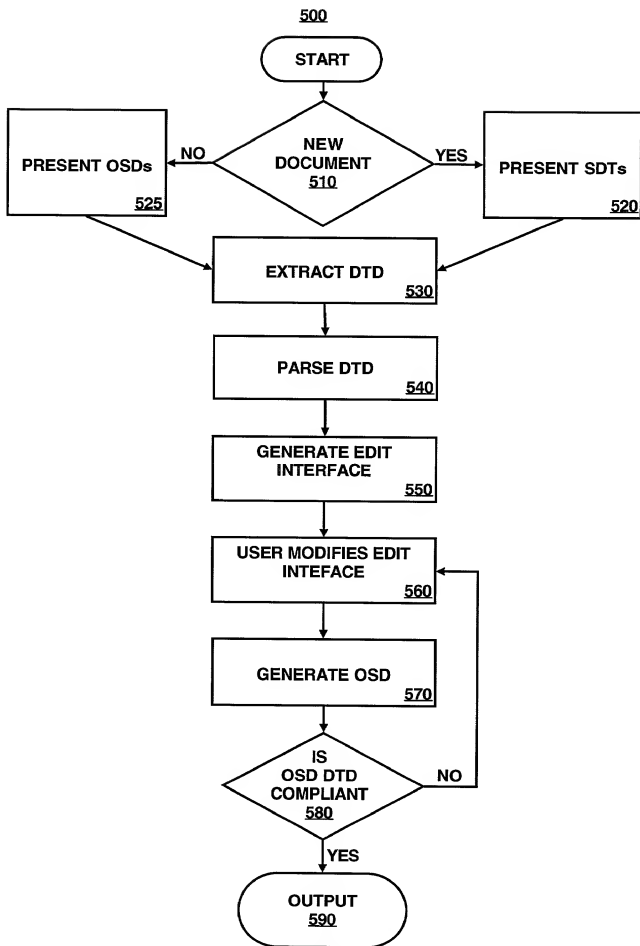 500
START
NEW
DOCUMENT
510
NO
YES
PRESENT OSDs
525
PRESENT SDTs
520
EXTRACT DTD
530
PARSE DTD
540
GENERATE EDIT
INTERFACE
550
USER MODIFIES EDIT
INTEFACE
560
GENERATE OSD
570
IS
OSD DTD
COMPLIANT
580
NO
YES
OUTPUT
590